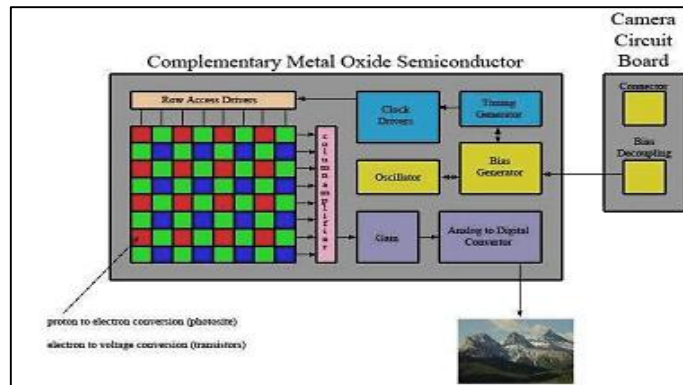 Camera
Circuit
Board
Complementary Metal Oxide Semiconductor
Connector
Row Access Drivers
Clock
Drivers
Timing
Generator
column amplifier
Bias
Decoupling
Oscillator
Bias
Generator
Gain
Analog to Digital
Convertor
proton to electron conversion (photosite)
electron to voltage conversion (transistors)